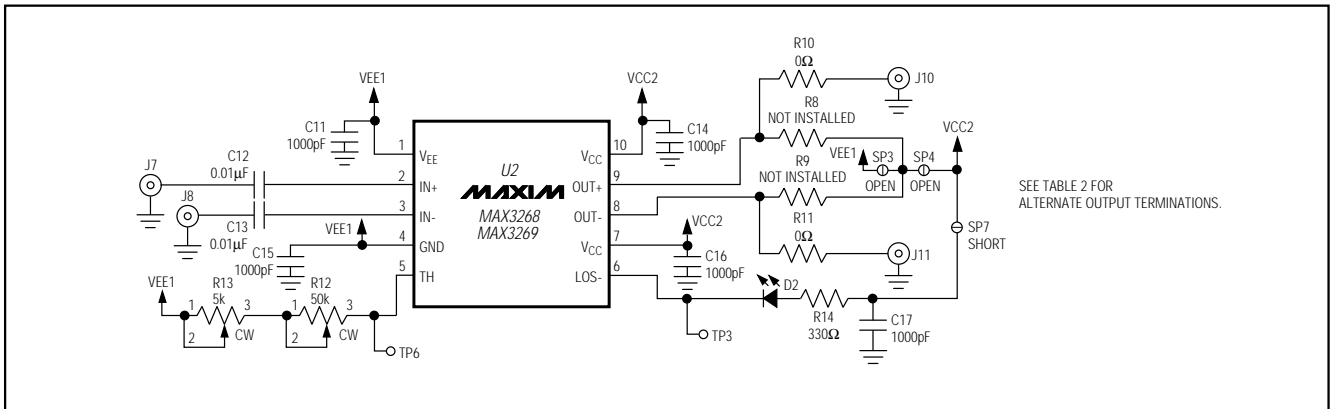 R10
0Ω
J10
VEE1
VCC2
R8
NOT INSTALLED
C11
1000pF
C14
1000pF
VCC2
1
VEE
10
VCC
C12
0.01µF
J7
U2
MAXIM
MAX3268
MAX3269
R9
NOT INSTALLED
VEE1
SP3
OPEN
SP4
OPEN
2
IN+
9
OUT+
SEE TABLE 2 FOR
ALTERNATE OUTPUT TERMINATIONS.
J8
C13
0.01µF
3
IN-
8
OUT-
R11
0Ω
J11
SP7
SHORT
VEE1
4
GND
VCC2
7
VCC
C15
1000pF
C16
1000pF
5
TH
6
LOS-
VEE1
R13
5k
1
3
2
CW
R12
50k
1
3
2
CW
TP6
D2
R14
330Ω
C17
1000pF
TP3